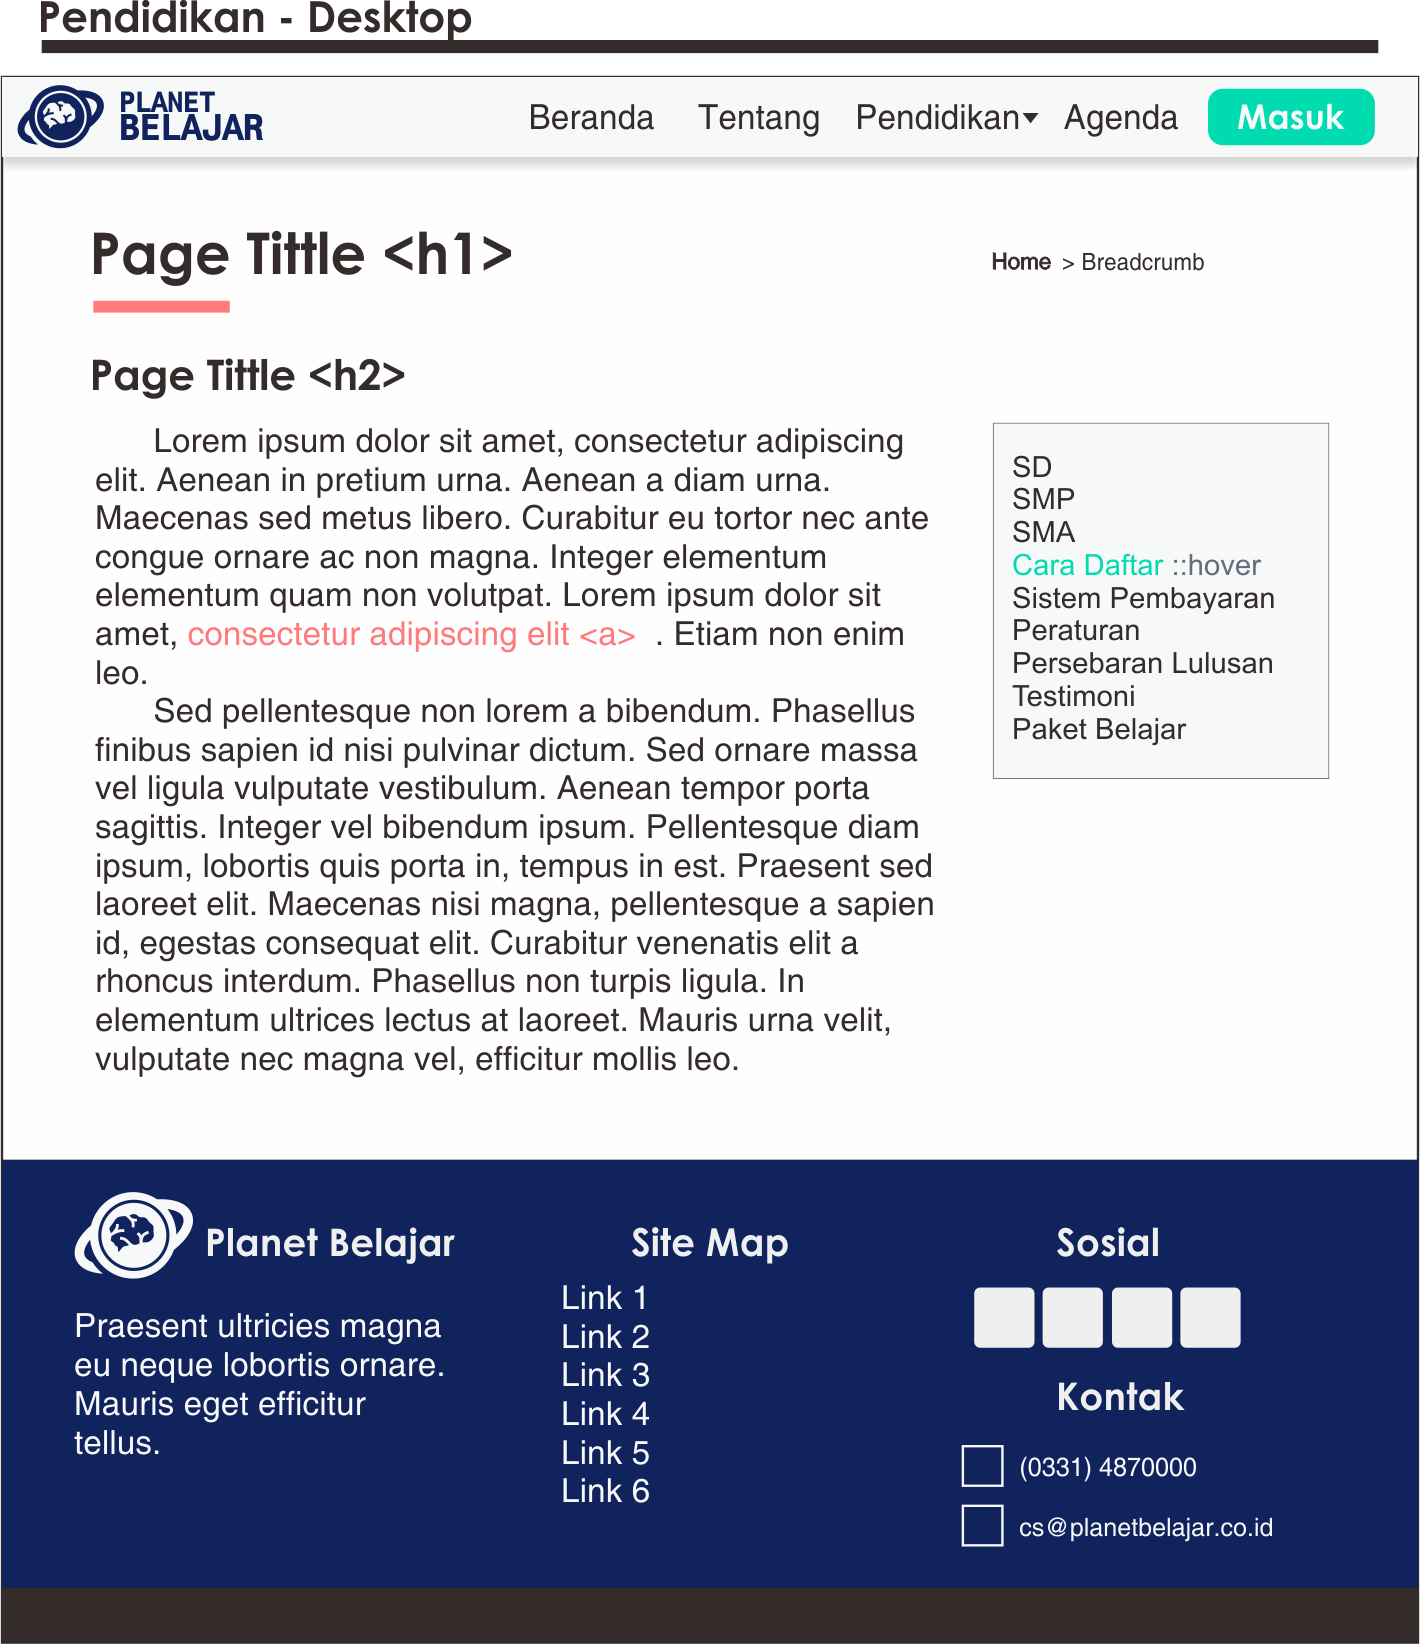 Pendidikan - Desktop
PLANET
BELAJAR
Beranda Tentang Pendidikan Agenda Masuk
Page Tittle <h1>
Home > Breadcrumb
Page Tittle <h2>
Lorem ipsum dolor sit amet, consectetur adipiscing
elit. Aenean in pretium urna. Aenean a diam urna.
Maecenas sed metus libero. Curabitur eu tortor nec ante
congue ornare ac non magna. Integer elementum
elementum quam non volutpat. Lorem ipsum dolor sit
amet, consectetur adipiscing elit <a> . Etiam non enim
leo.
Sed pellentesque non lorem a bibendum. Phasellus
finibus sapien id nisi pulvinar dictum. Sed ornare massa
vel ligula vulputate vestibulum. Aenean tempor porta
sagittis. Integer vel bibendum ipsum. Pellentesque diam
ipsum, lobortis quis porta in, tempus in est. Praesent sed
laoreet elit. Maecenas nisi magna, pellentesque a sapien
id, egestas consequat elit. Curabitur venenatis elit a
rhoncus interdum. Phasellus non turpis ligula. In
elementum ultrices lectus at laoreet. Mauris urna velit,
vulputate nec magna vel, efficitur mollis leo.
SD
SMP
SMA
Cara Daftar ::hover
Sistem Pembayaran
Peraturan
Persebaran Lulusan
Testimoni
Paket Belajar
Planet Belajar
Praesent ultricies magna
eu neque lobortis ornare.
Mauris eget efficitur
tellus.
Site Map
Link 1
Link 2
Link 3
Link 4
Link 5
Link 6
Sosial
Kontak
(0331) 4870000
cs@planetbelajar.co.id